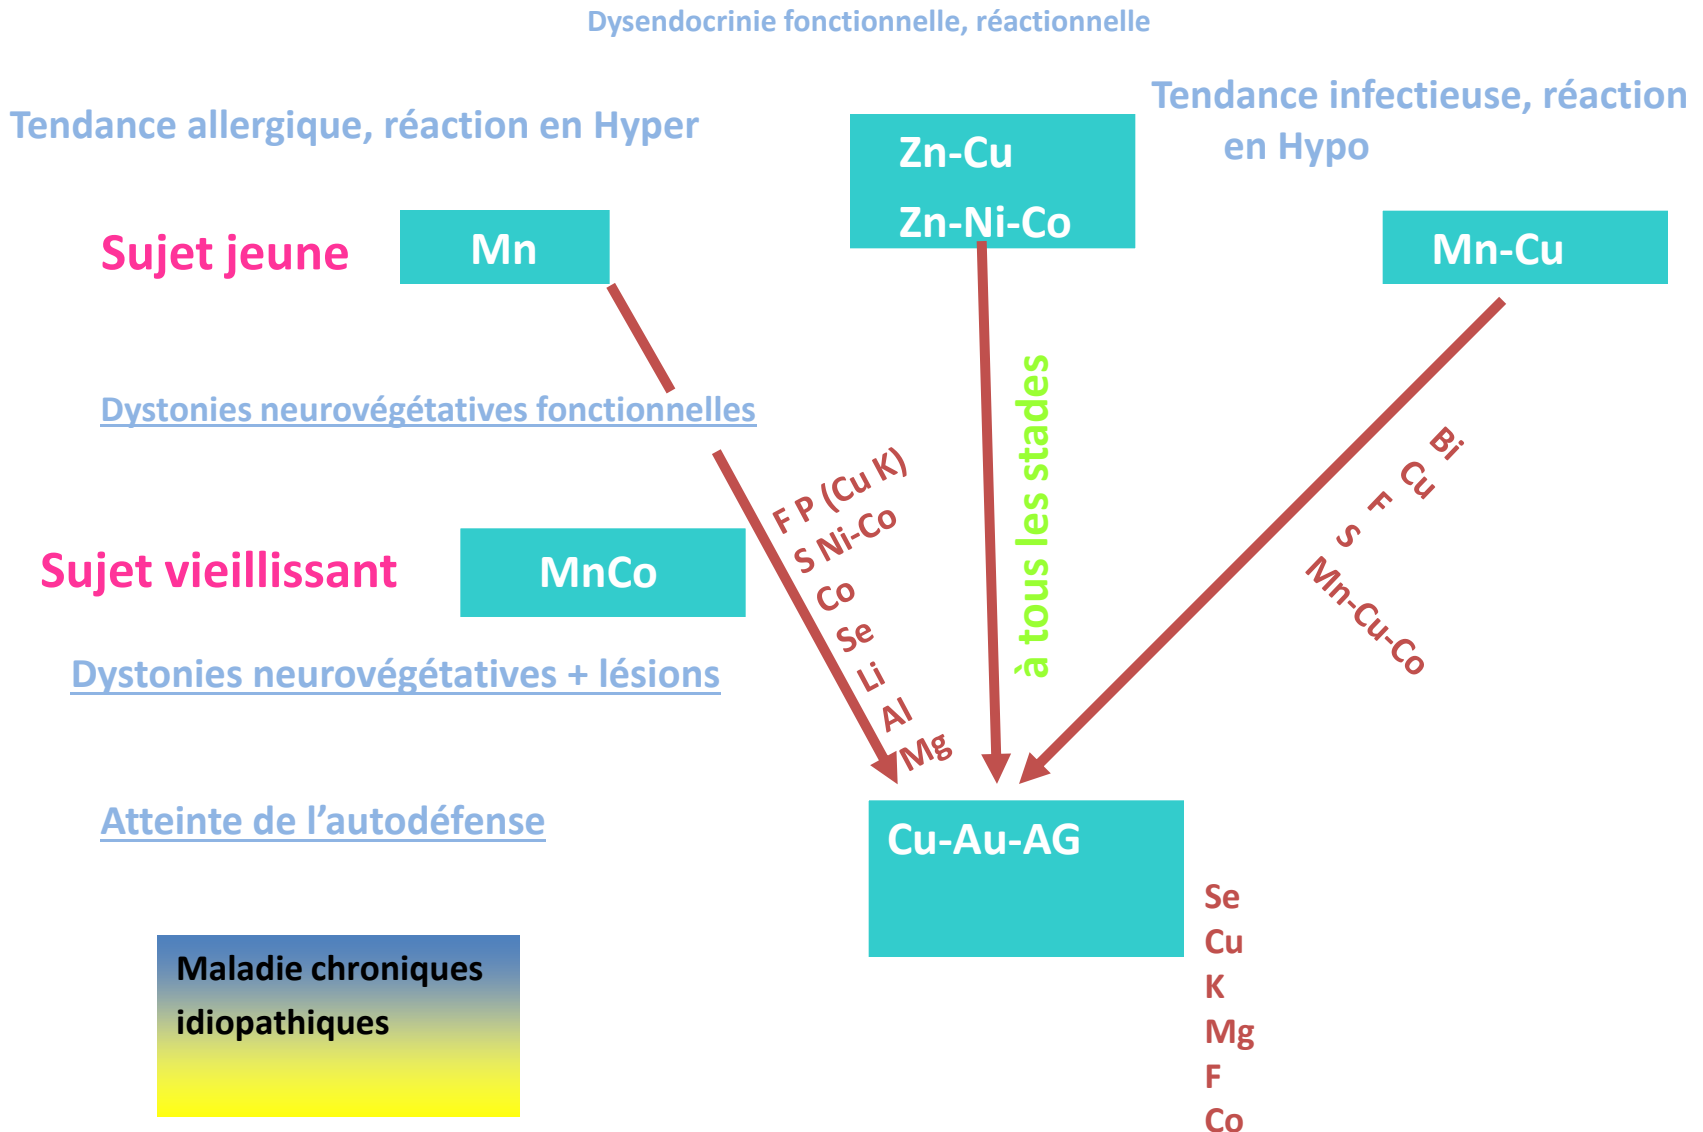 Dysendocrinie fonctionnelle, réactionnelle
Tendance allergique, réaction en Hyper
Tendance infectieuse, réaction
en Hypo
Zn-Cu
Zn-Ni-Co
Sujet jeune
Mn
Mn-Cu
Dystonies neurovégétatives fonctionnelles
à tous les stades
F P (Cu K)
S Ni-Co
Co
Se
Li
Al
Mg
Bi
Cu
F
S
Mn-Cu-Co
Sujet vieillissant
MnCo
Dystonies neurovégétatives + lésions
Atteinte de l’autodéfense
Cu-Au-AG
Se
Cu
K
Mg
F
Co
Maladie chroniques
idiopathiques